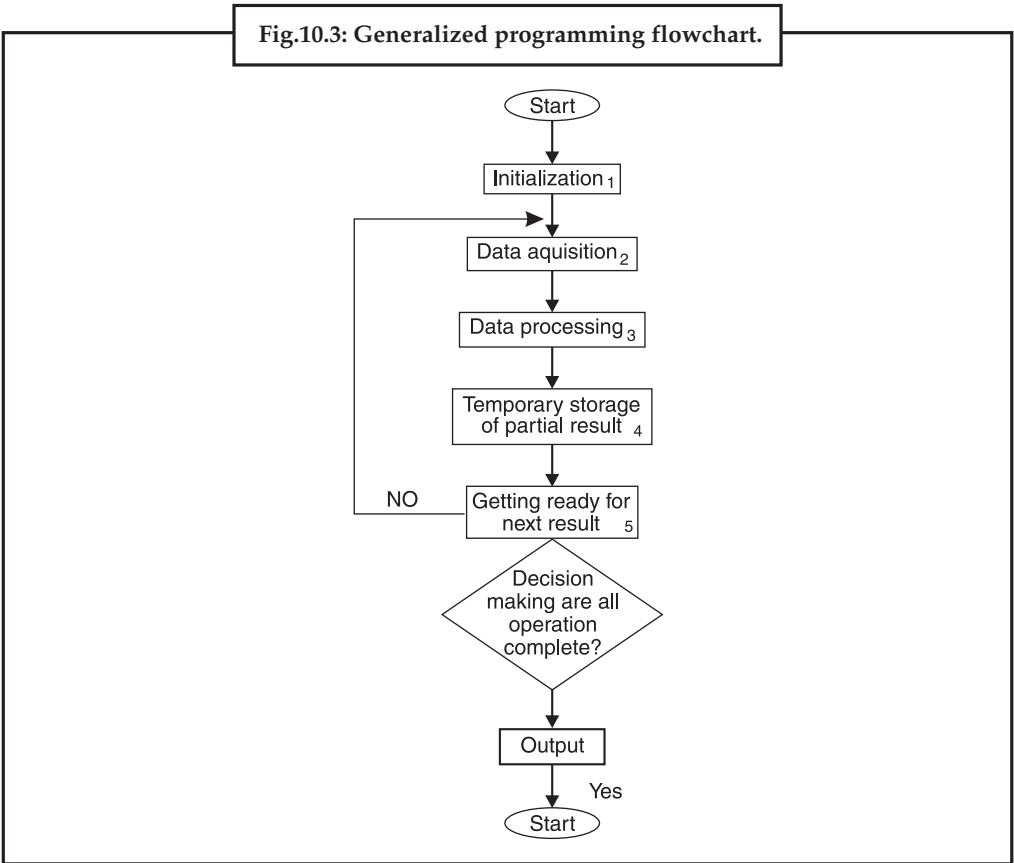 Fig.10.3: Generalized programming flowchart.
Start
Initialization 1
Data aquisition 2
Data processing 3
Temporary storage
of partial result 4
NO
Getting ready for
next result 5
Decision
making are all
operation
complete?
Output
Yes
Start